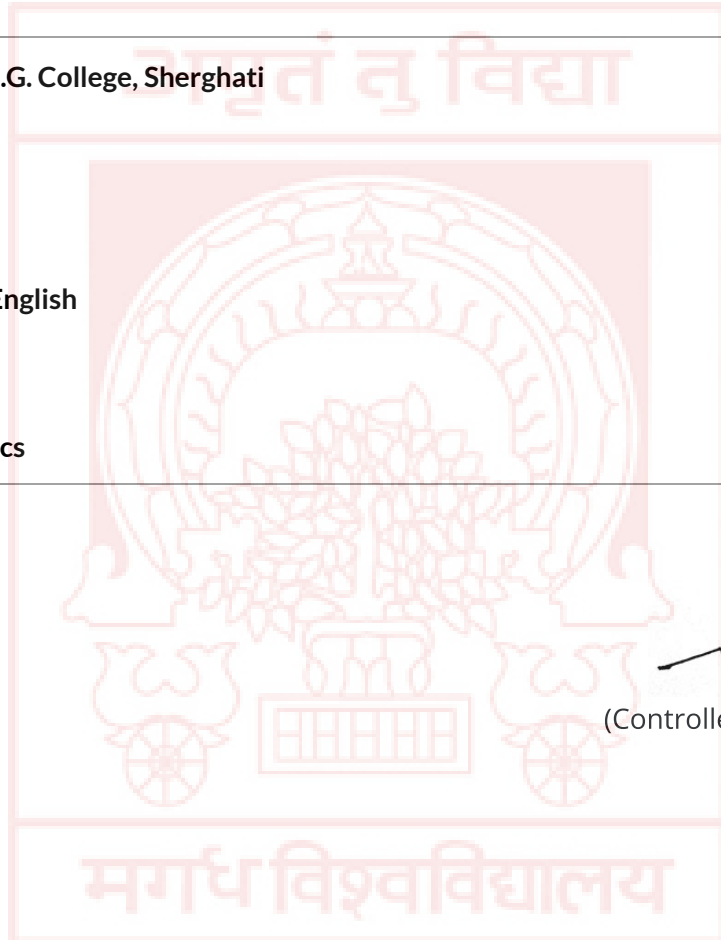 अमृतं तु विद्या
.G. College, Sherghati
English
cs
(Controlle
मगध विश्वविद्यालय